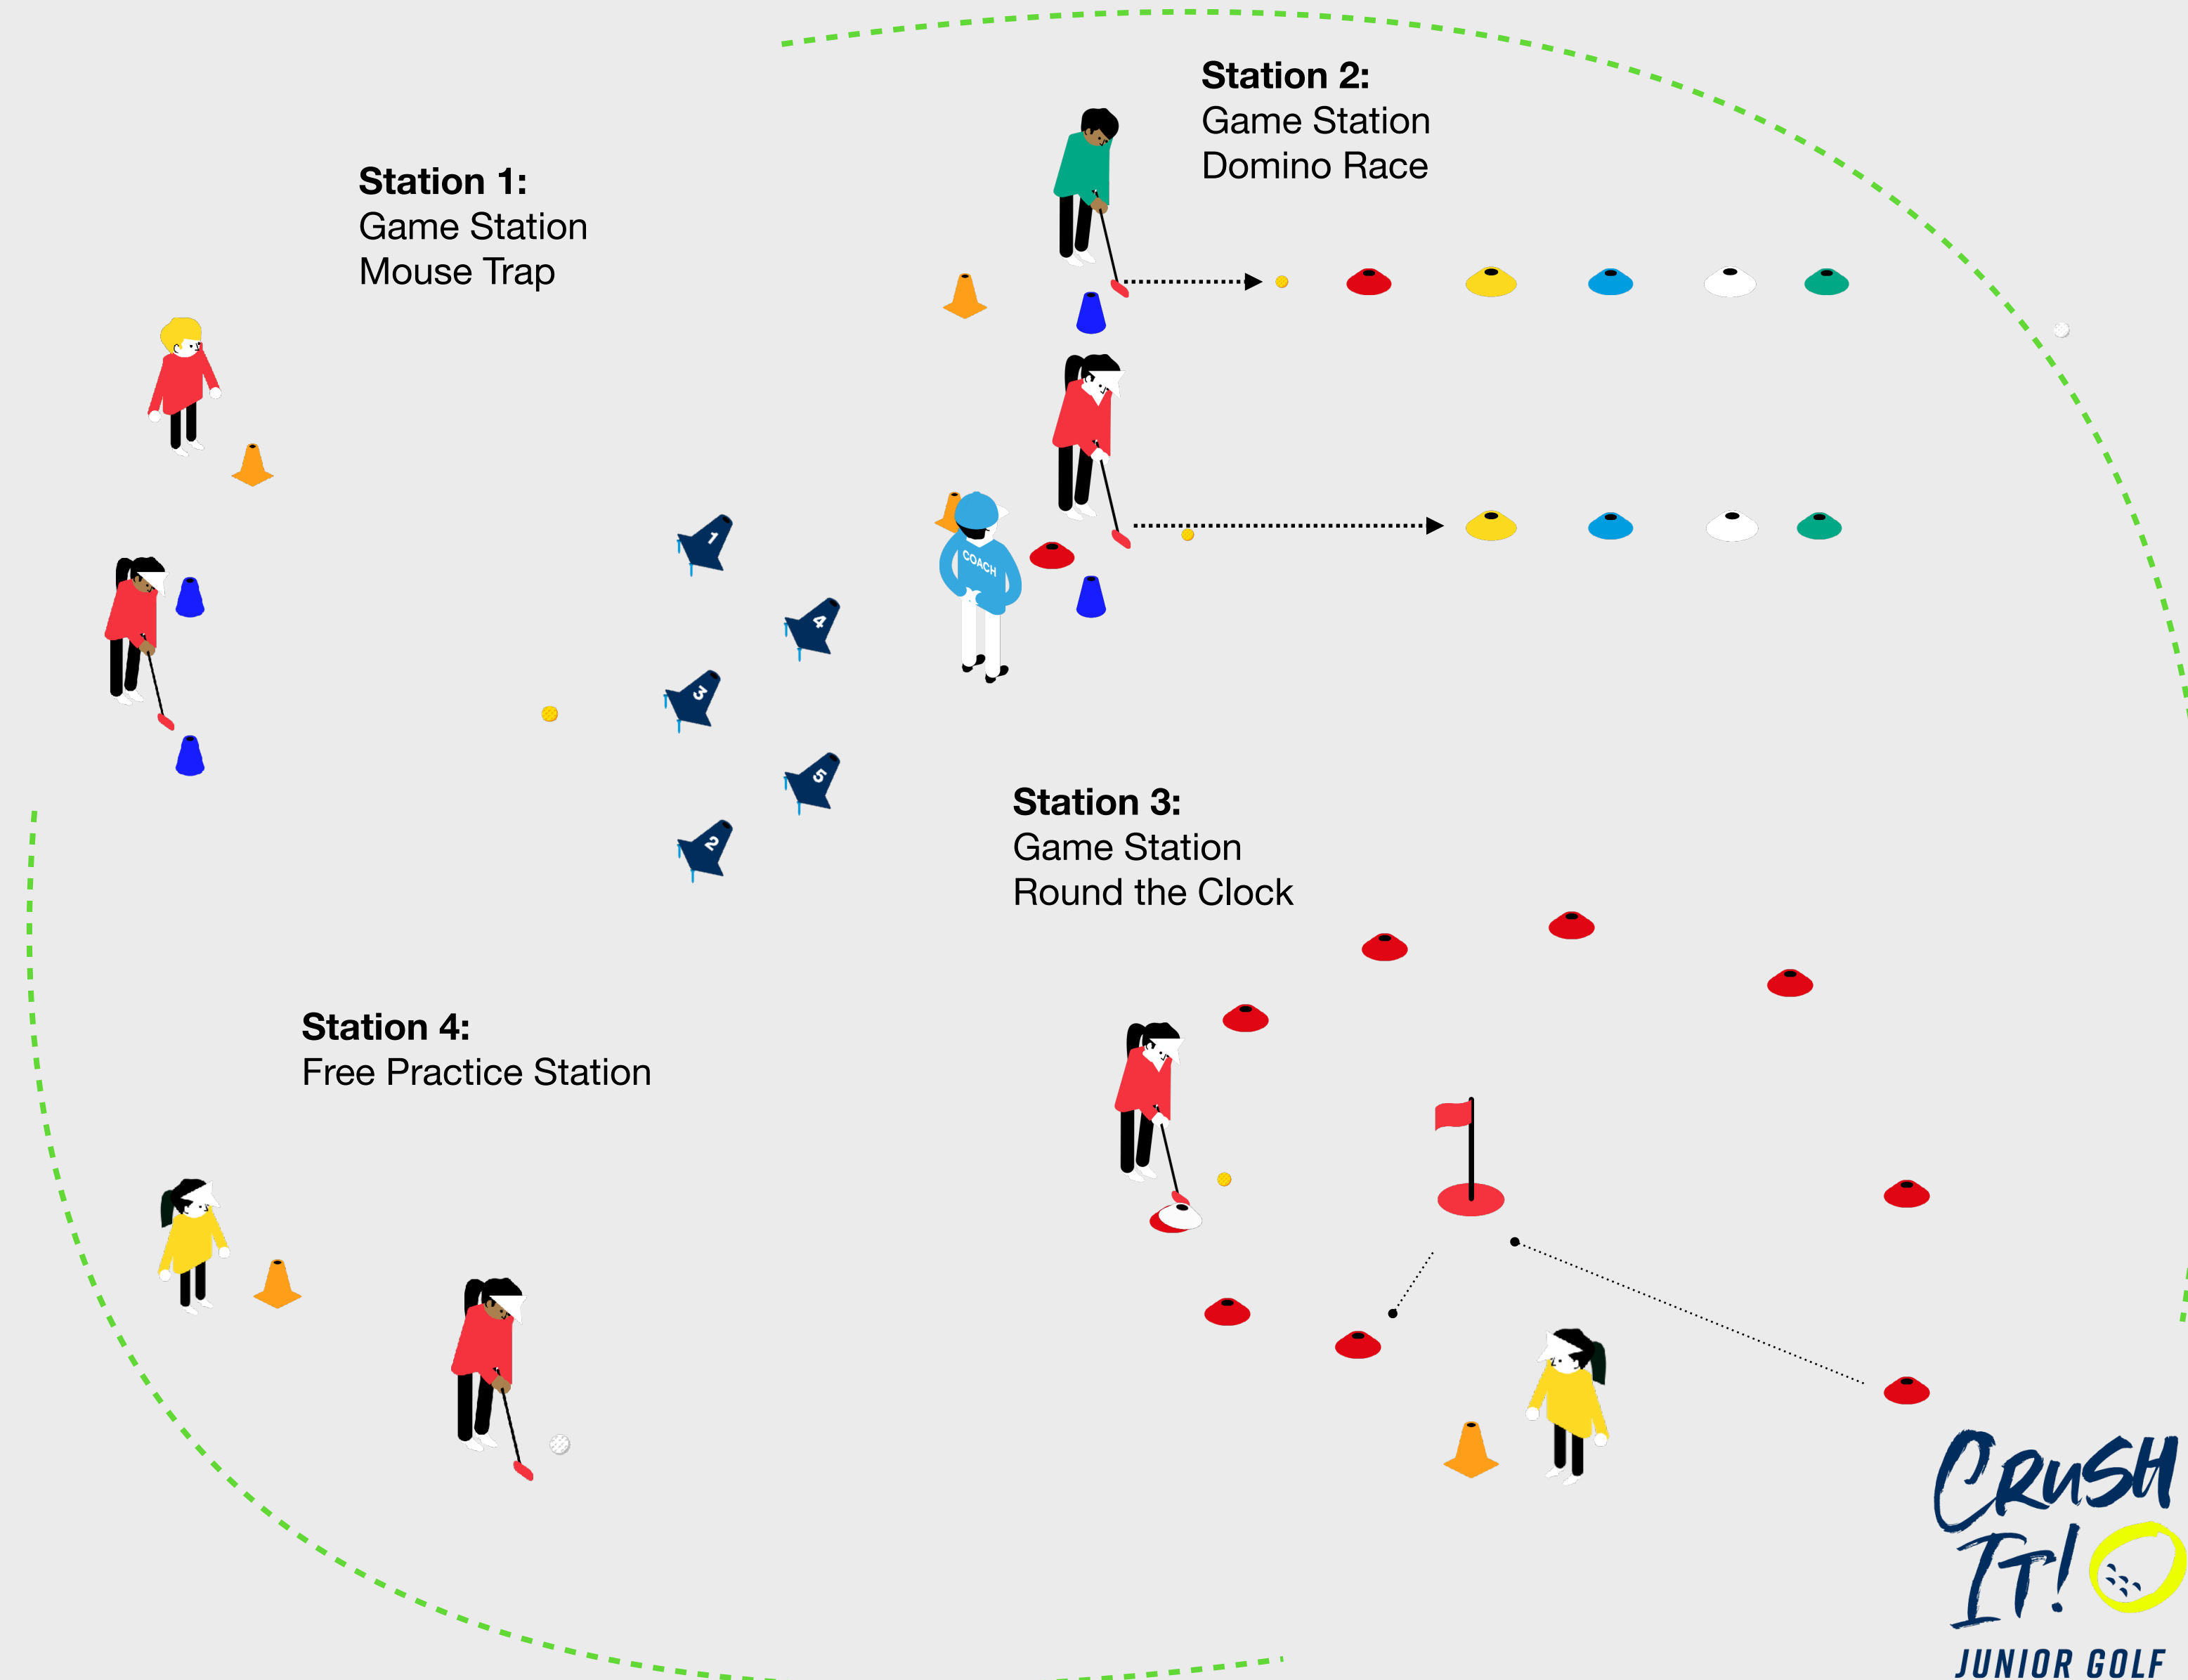 Station 1:
Game Station
Mouse Trap
Station 2:
Game Station
Domino Race
1
4
3
5
2
COACH
Station 3:
Game Station
Round the Clock
Station 4:
Free Practice Station
CRUSH
IT!
JUNIOR GOLF